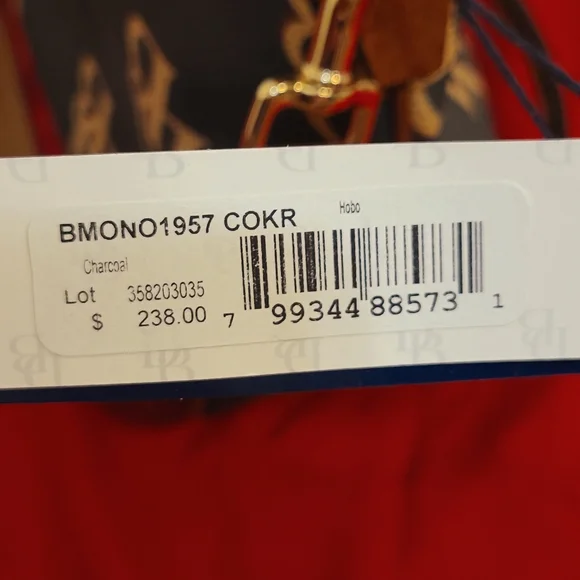 BMONO1957 COKR
Hobo
Charcoal
Lot 358203035
$ 238.00
7 99344 88573 1